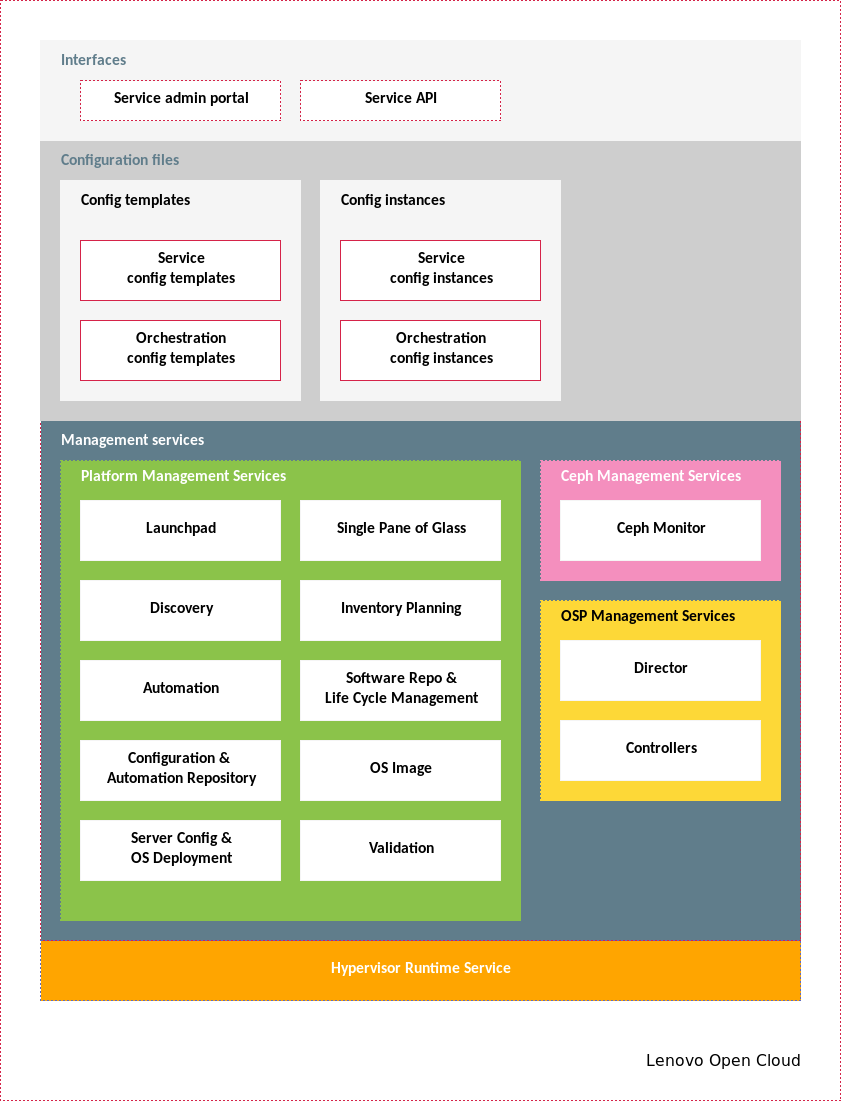 Interfaces
Service admin portal
Service API
Configuration files
Config templates
Service
config templates
Orchestration
config templates
Config instances
Service
config instances
Orchestration
config instances
Management services
Platform Management Services
Launchpad
Single Pane of Glass
Discovery
Inventory Planning
Automation
Software Repo &
Life Cycle Management
Configuration &
Automation Repository
OS Image
Server Config &
OS Deployment
Validation
Ceph Management Services
Ceph Monitor
OSP Management Services
Director
Controllers
Hypervisor Runtime Service
Lenovo Open Cloud